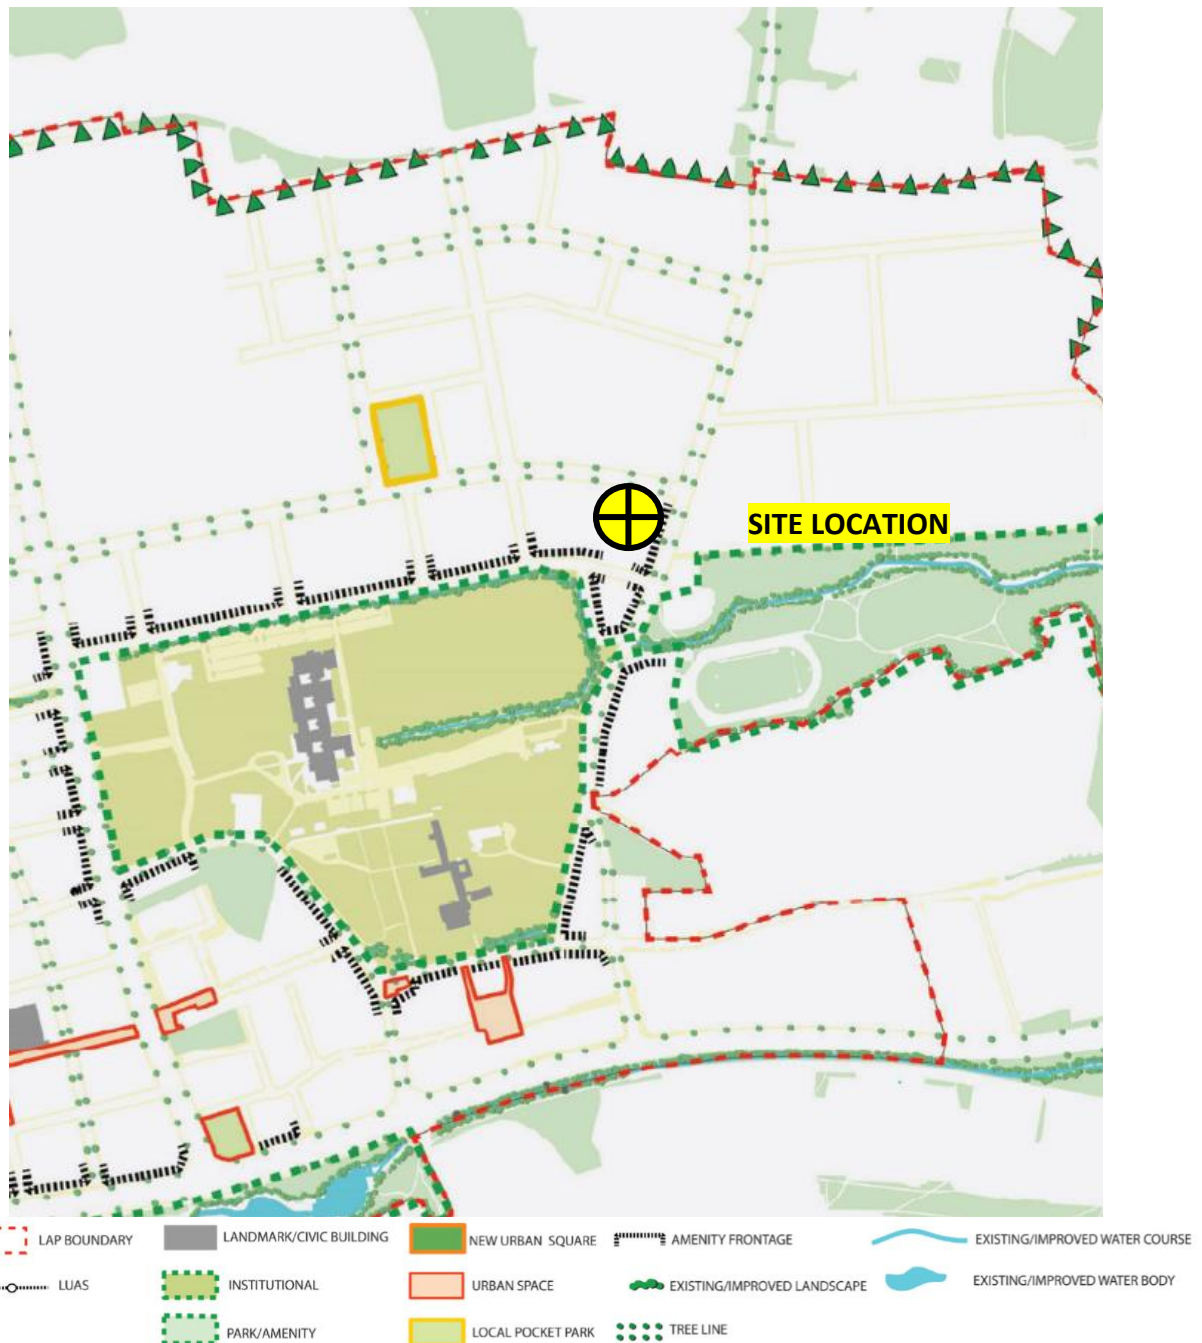 SITE LOCATION
LAP BOUNDARY
LANDMARK/CIVIC BUILDING
NEW URBAN SQUARE
AMENITY FRONTAGE
EXISTING/IMPROVED WATER COURSE
LUAS
INSTITUTIONAL
URBAN SPACE
EXISTING/IMPROVED LANDSCAPE
EXISTING/IMPROVED WATER BODY
PARK/AMENITY
LOCAL POCKET PARK
TREE LINE